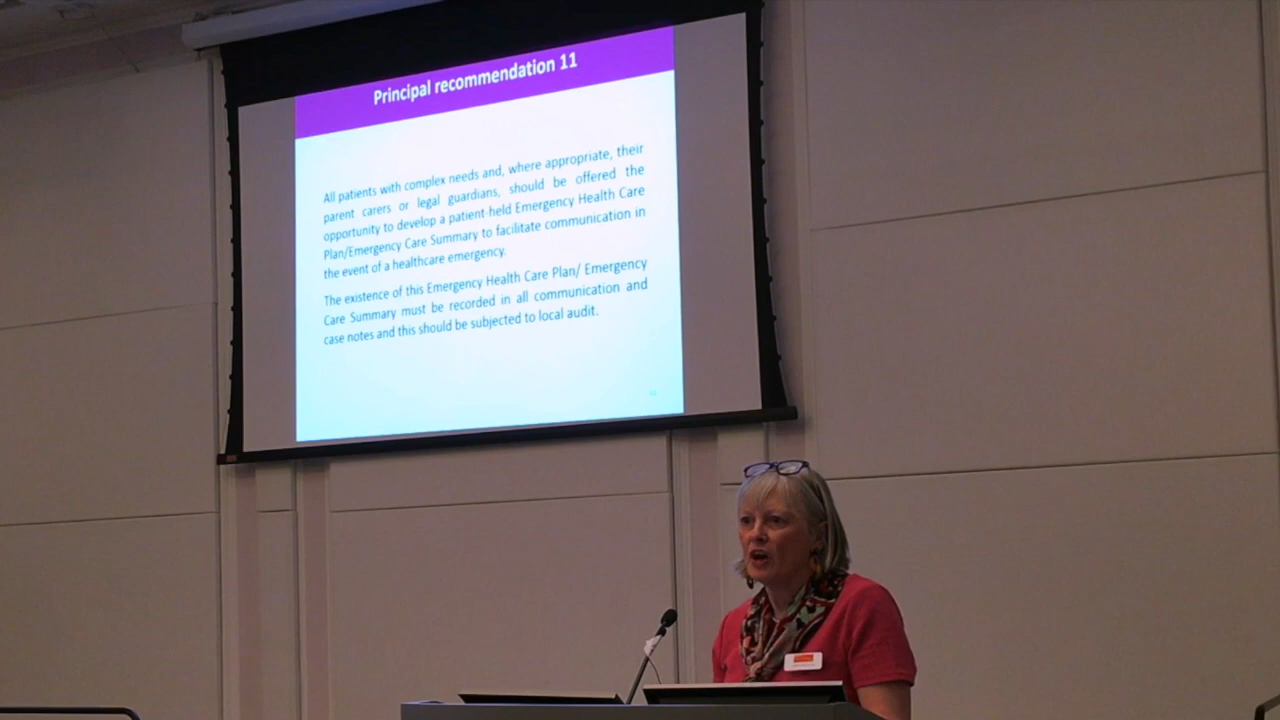 Principal recommendation 11
All patients with complex needs and, where appropriate, their
parent carers or legal guardians, should be offered the
opportunity to develop a patient-held Emergency Health Care
Plan/Emergency Care Summary to facilitate communication in
the event of a healthcare emergency.
The existence of this Emergency Health Care Plan/ Emergency
Care Summary must be recorded in all communication and
case notes and this should be subjected to local audit.